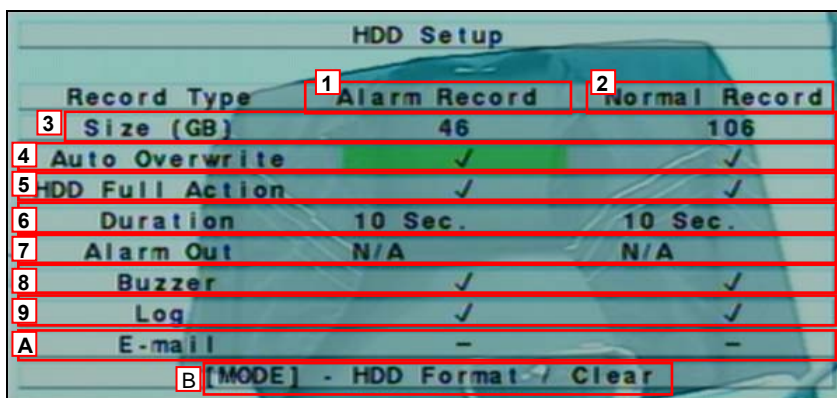 HDD Setup
1 2
Record Type Alarm Record Normal Record
3 Size (GB) 46 106
4 Auto Overwrite ✓ ✓
5 HDD Full Action ✓ ✓
6 Duration 10 Sec. 10 Sec.
7 Alarm Out N/A N/A
8 Buzzer ✓ ✓
9 Log ✓ ✓
A E-mail – –
B [MODE] - HDD Format / Clear